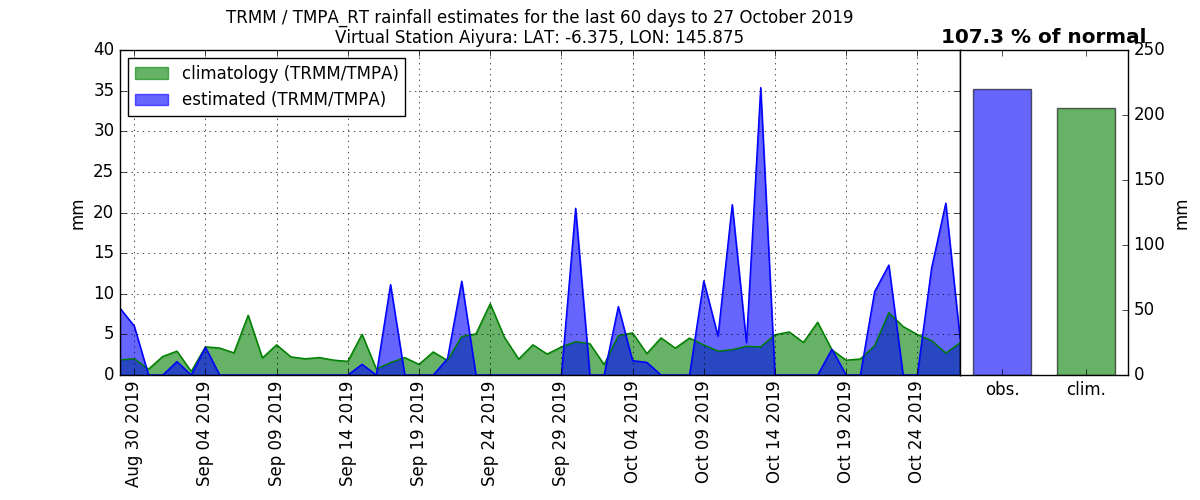 TRMM / TMPA_RT rainfall estimates for the last 60 days to 27 October 2019
Virtual Station Aiyura: LAT: -6.375, LON: 145.875
107.3 % of normal
climatology (TRMM/TMPA)
estimated (TRMM/TMPA)
40
35
30
25
20
15
10
5
0
mm
Aug 30 2019
Sep 04 2019
Sep 09 2019
Sep 14 2019
Sep 19 2019
Sep 24 2019
Sep 29 2019
Oct 04 2019
Oct 09 2019
Oct 14 2019
Oct 19 2019
Oct 24 2019
250
200
150
100
50
0
mm
obs.
clim.